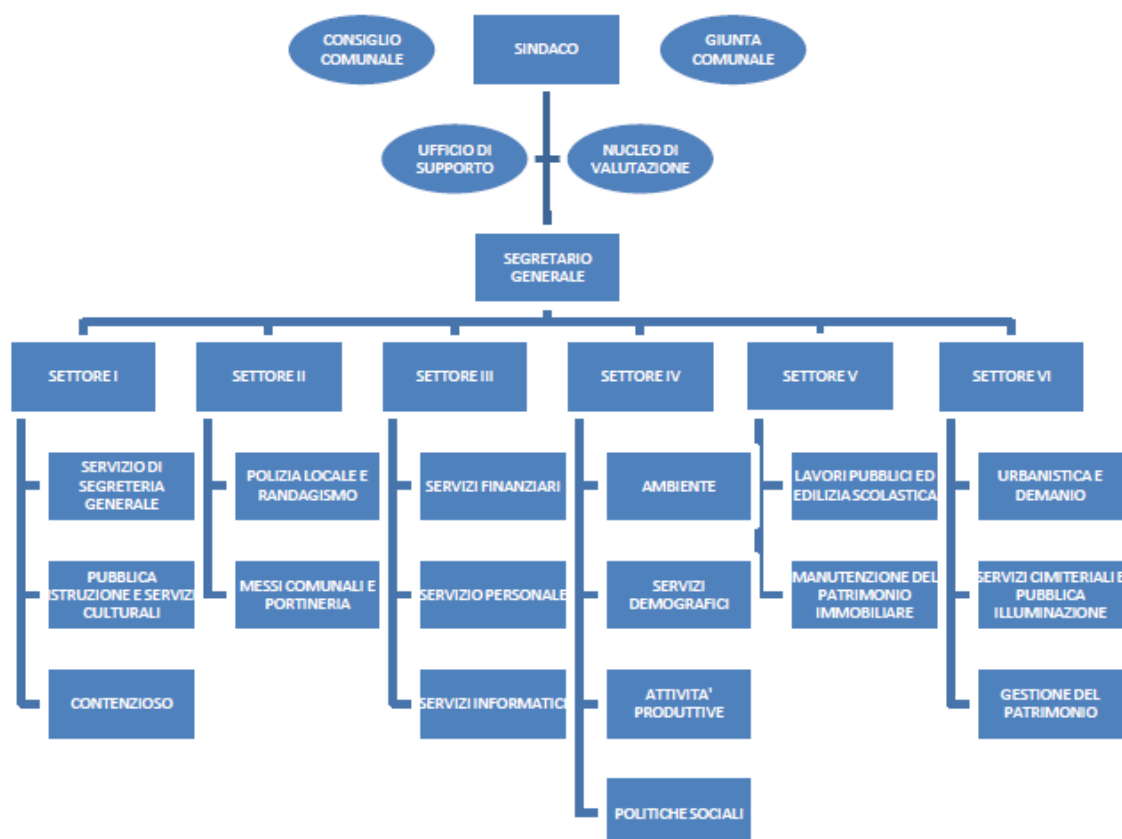 CONSIGLIO
COMUNALE
SINDACO
GIUNTA
COMUNALE
UFFICIO DI
SUPPORTO
NUCLEO DI
VALUTAZIONE
SEGRETARIO
GENERALE
SETTORE I
SETTORE II
SETTORE III
SETTORE IV
SETTORE V
SETTORE VI
SERVIZIO DI
SEGRETERIA
GENERALE
POLIZIA LOCALE E
RANDAGISMO
SERVIZI FINANZIARI
AMBIENTE
LAVORI PUBBLICI ED
EDILIZIA SCOLASTICA
URBANISTICA E
DEMANIO
PUBBLICA
ISTRUZIONE E SERVIZI
CULTURALI
MESSI COMUNALI E
PORTINERIA
SERVIZIO PERSONALE
SERVIZI
DEMOGRAFICI
MANUTENZIONE DEL
PATRIMONIO
IMMOBILIARE
SERVIZI CIMITERIALI E
PUBBLICA
ILLUMINAZIONE
CONTENZIOSO
SERVIZI INFORMATICI
ATTIVITA' 
PRODUTTIVE
GESTIONE DEL
PATRIMONIO
POLITICHE SOCIALI